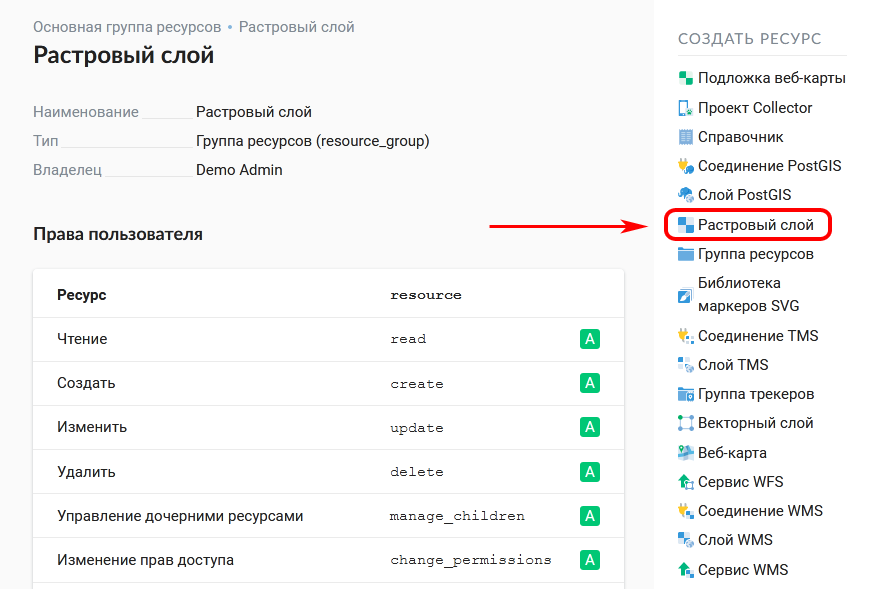 Основная группа ресурсов • Растровый слой
Растровый слой
Наименование Растровый слой
Тип Группа ресурсов (resource_group)
Владелец Demo Admin
Права пользователя
Ресурс resource
Чтение read A
Создать create A
Изменить update A
Удалить delete A
Управление дочерними ресурсами manage_children A
Изменение прав доступа change_permissions A
СОЗДАТЬ РЕСУРС
Подложка веб-карты
Проект Collector
Справочник
Соединение PostGIS
Слой PostGIS
Растровый слой
Группа ресурсов
Библиотека
маркеров SVG
Соединение TMS
Слой TMS
Группа трекеров
Векторный слой
Веб-карта
Сервис WFS
Соединение WMS
Слой WMS
Сервис WMS